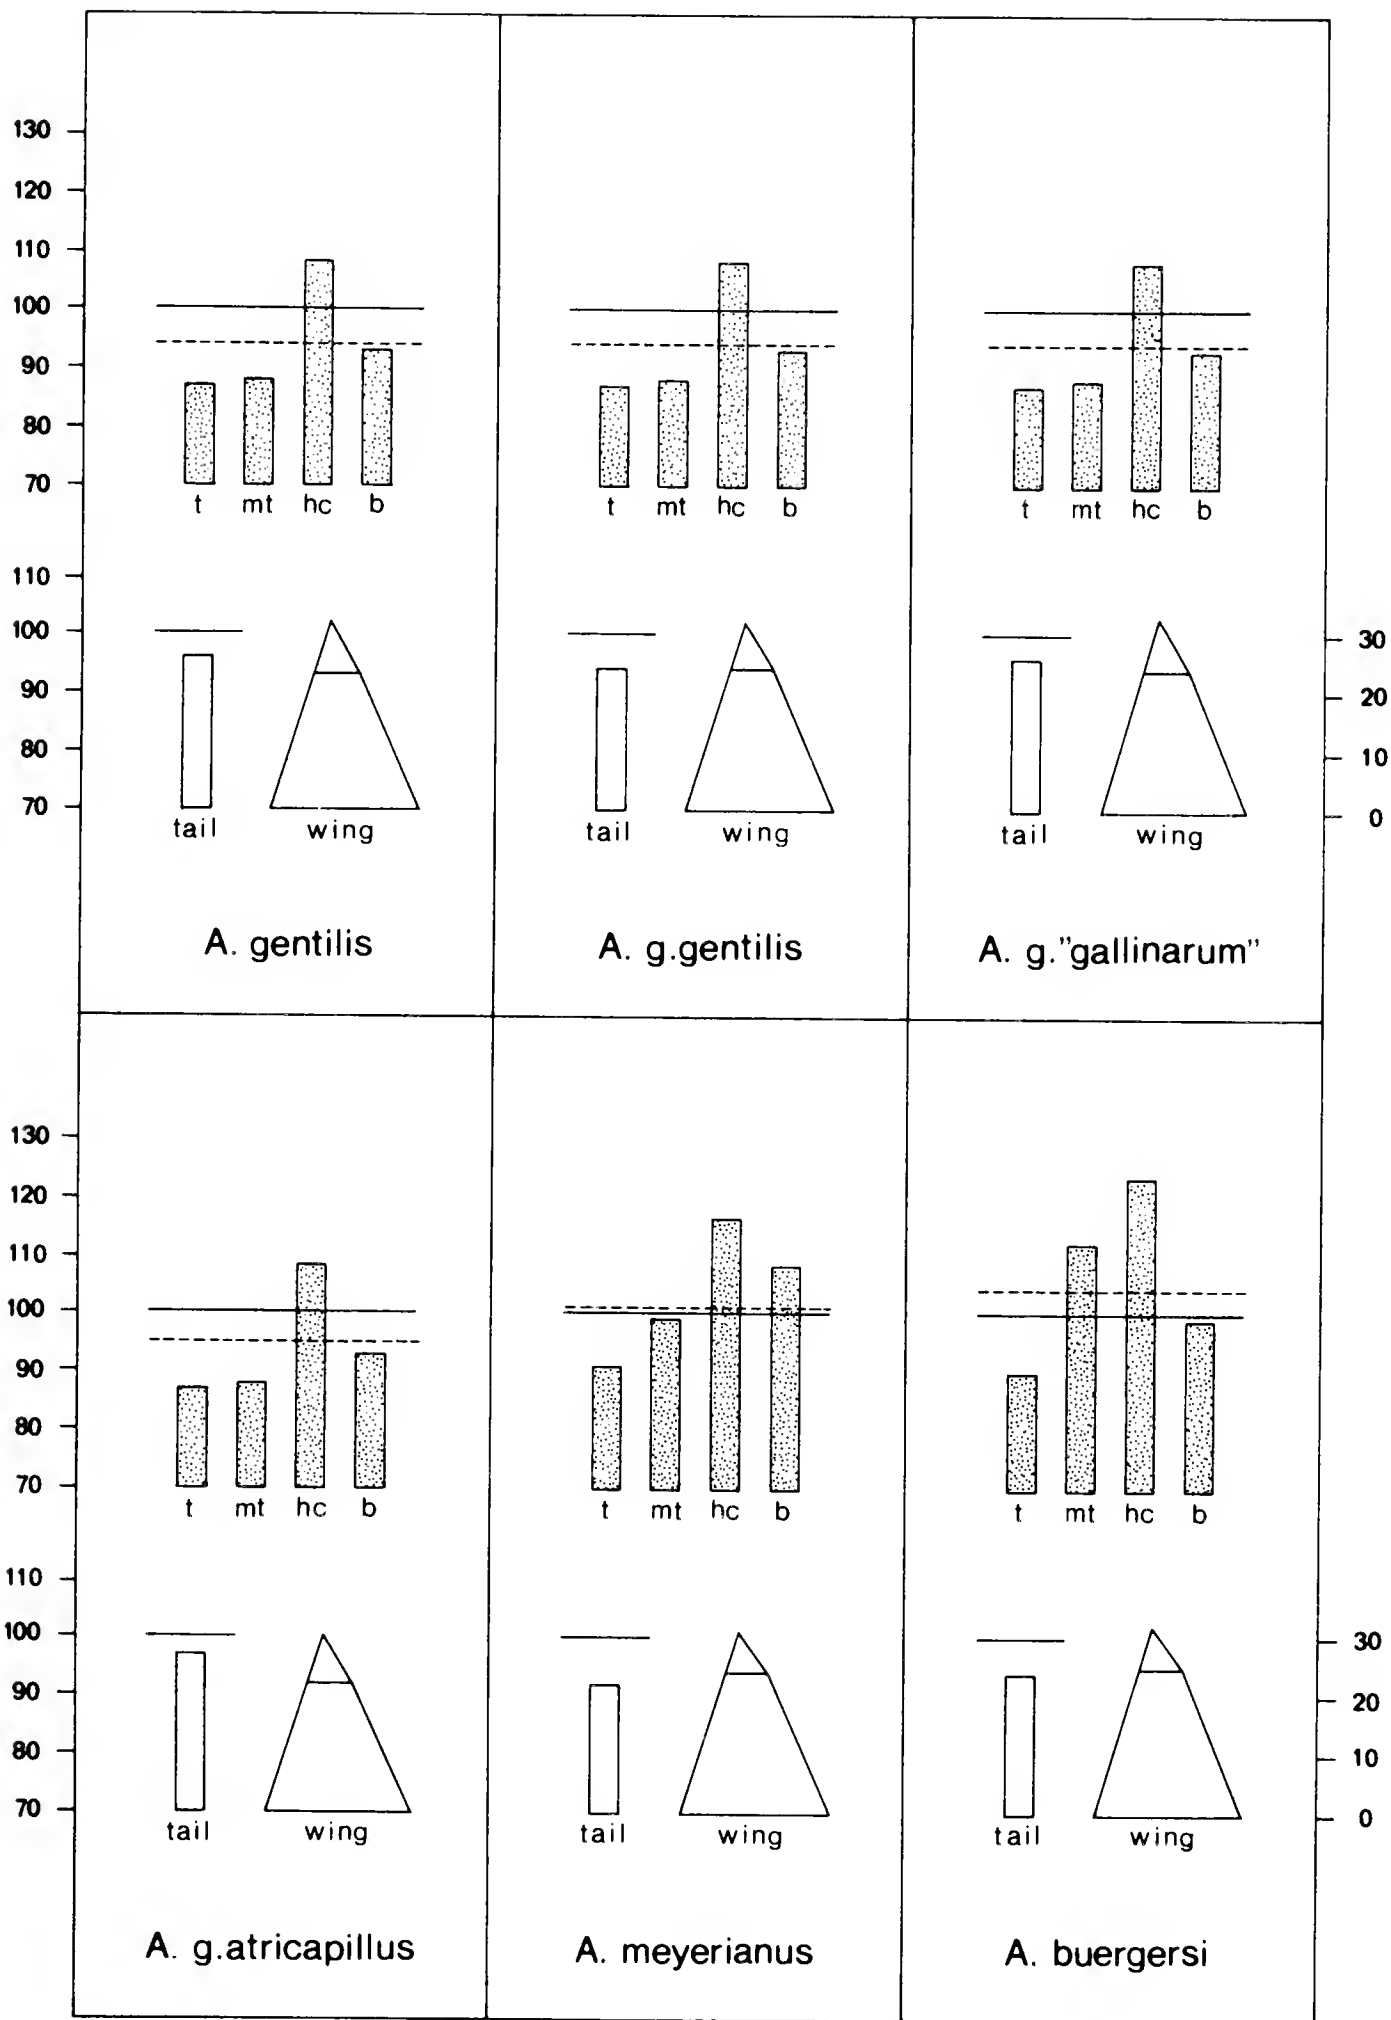 130
120
110
100
90
80
70
t mt hc b
t mt hc b
t mt hc b
110
100
90
80
70
30
20
10
0
tail wing
tail wing
tail wing
A. gentilis
A. g.gentilis
A. g."gallinarum"
130
120
110
100
90
80
70
t mt hc b
t mt hc b
t mt hc b
110
100
90
80
70
30
20
10
0
tail wing
tail wing
tail wing
A. g.atricapillus
A. meyerianus
A. buergersi